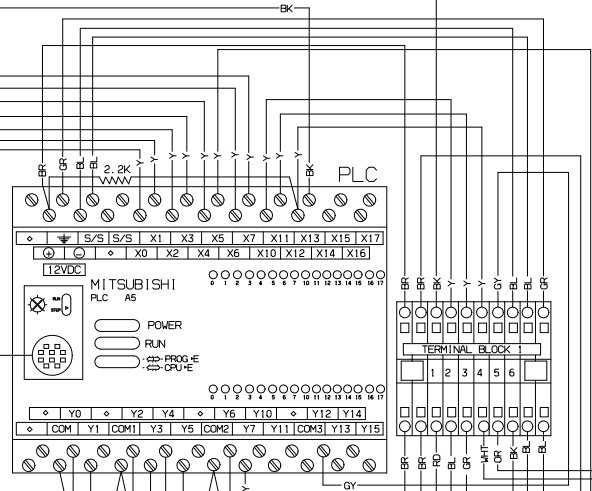 BK
BR GR BL BL Y Y Y Y Y Y Y Y Y Y BK
2.2K
PLC
S/S S/S X1 X3 X5 X7 X11 X13 X15 X17
⊕ ⊖ X0 X2 X4 X6 X10 X12 X14 X16
12VDC
MITSUBISHI
PLC A5
0 1 2 3 4 5 6 7 10 11 12 13 14 15 16 17
RUN
STOP
POWER
RUN
PROG•E
CPU•E
0 1 2 3 4 5 6 7 10 11 12 13 14 15 16 17
Y0 Y2 Y4 Y6 Y10 Y12 Y14
COM Y1 COM1 Y3 Y5 COM2 Y7 Y11 COM3 Y13 Y15
Y
GY
BR BR BK Y Y Y GY BL BL GR
TERMINAL BLOCK 1
1 2 3 4 5 6
BR BR RD BL GR WHT OR BK BL BL